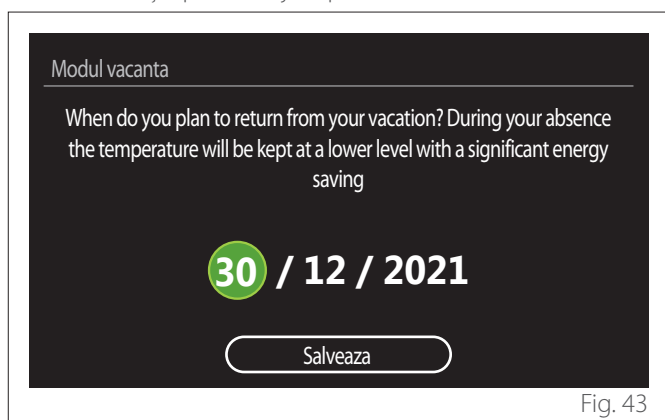 Modul vacanta
When do you plan to return from your vacation? During your absence
the temperature will be kept at a lower level with a significant energy
saving
30 / 12 / 2021
Salveaza
Fig. 43